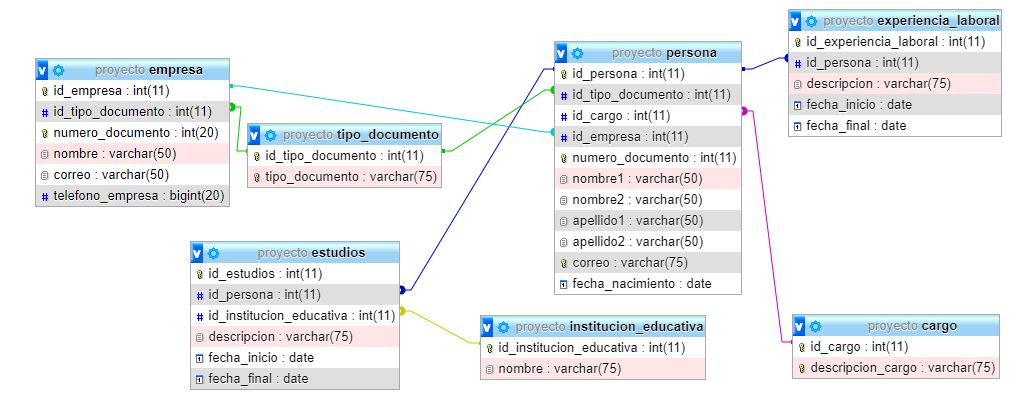 proyecto empresa
id_empresa : int(11)
id_tipo_documento : int(11)
numero_documento : int(20)
nombre : varchar(50)
correo : varchar(50)
telefono_empresa : bigint(20)
proyecto tipo_documento
id_tipo_documento : int(11)
tipo_documento : varchar(75)
proyecto persona
id_persona : int(11)
id_tipo_documento : int(11)
id_cargo : int(11)
id_empresa : int(11)
numero_documento : int(11)
nombre1 : varchar(50)
nombre2 : varchar(50)
apellido1 : varchar(50)
apellido2 : varchar(50)
correo : varchar(75)
fecha_nacimiento : date
proyecto experiencia_laboral
id_experiencia_laboral : int(11)
id_persona : int(11)
descripcion : varchar(75)
fecha_inicio : date
fecha_final : date
proyecto estudios
id_estudios : int(11)
id_persona : int(11)
id_institucion_educativa : int(11)
descripcion : varchar(75)
fecha_inicio : date
fecha_final : date
proyecto institucion_educativa
id_institucion_educativa : int(11)
nombre : varchar(75)
proyecto cargo
id_cargo : int(11)
descripcion_cargo : varchar(75)